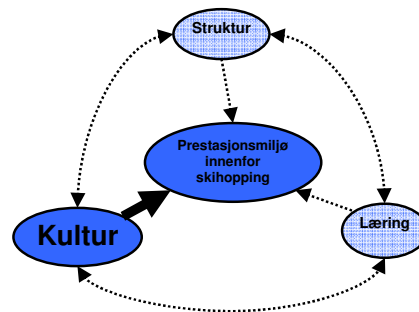 Struktur
Prestasjonsmiljø
innenfor
skihopping
Kultur
Læring